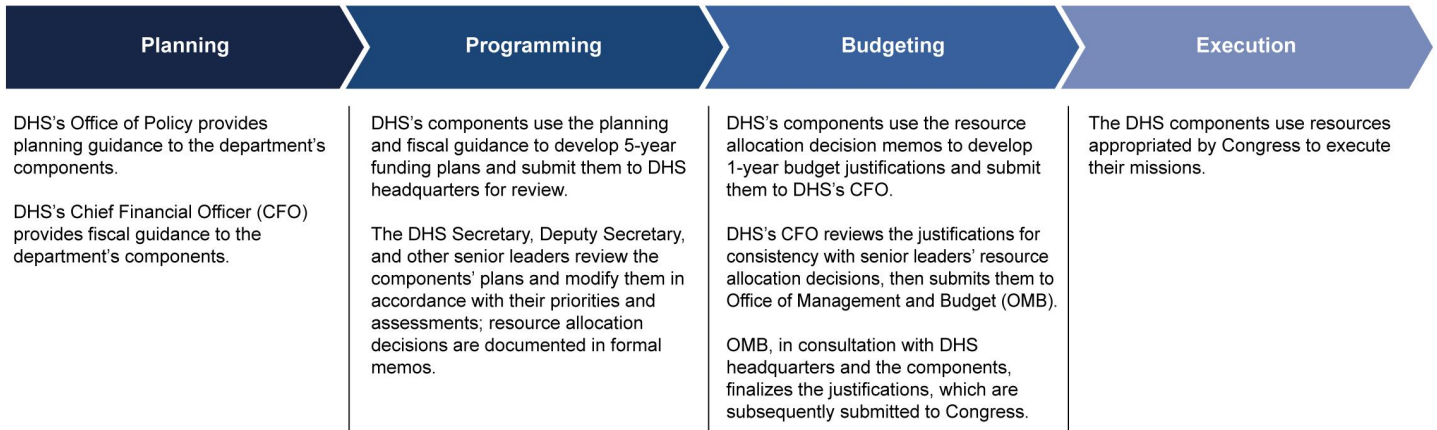 Planning
DHS's Office of Policy provides
planning guidance to the department's
components.
DHS's Chief Financial Officer (CFO)
provides fiscal guidance to the
department's components.
Programming
DHS's components use the planning
and fiscal guidance to develop 5-year
funding plans and submit them to DHS
headquarters for review.
The DHS Secretary, Deputy Secretary,
and other senior leaders review the
components' plans and modify them in
accordance with their priorities and
assessments; resource allocation
decisions are documented in formal
memos.
Budgeting
DHS's components use the resource
allocation decision memos to develop
1-year budget justifications and submit
them to DHS's CFO.
DHS's CFO reviews the justifications for
consistency with senior leaders' resource
allocation decisions, then submits them to
Office of Management and Budget (OMB).
OMB, in consultation with DHS
headquarters and the components,
finalizes the justifications, which are
subsequently submitted to Congress.
Execution
The DHS components use resources
appropriated by Congress to execute
their missions.